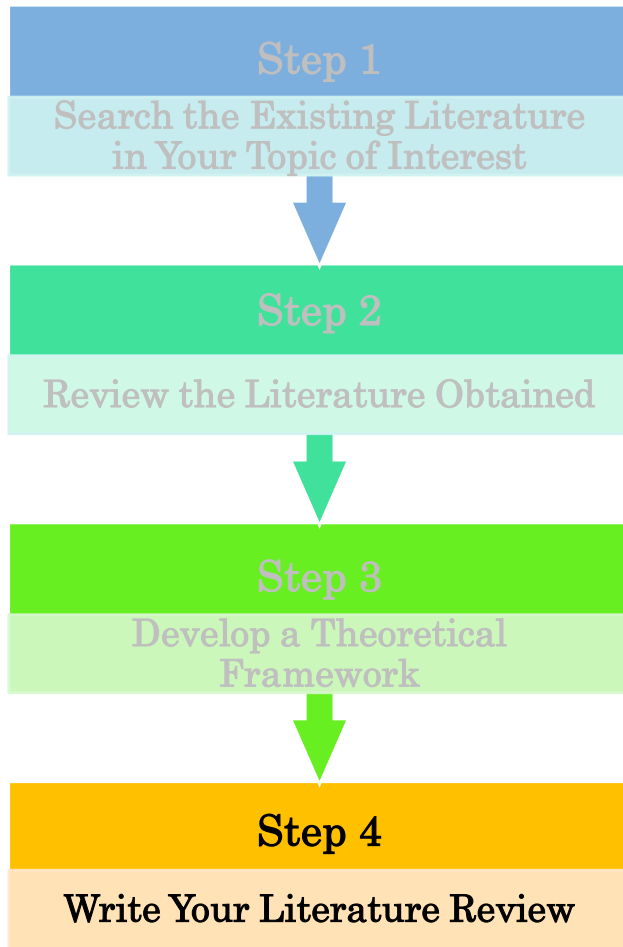 Step 1
Search the Existing Literature
in Your Topic of Interest
Step 2
Review the Literature Obtained
Step 3
Develop a Theoretical
Framework
Step 4
Write Your Literature Review